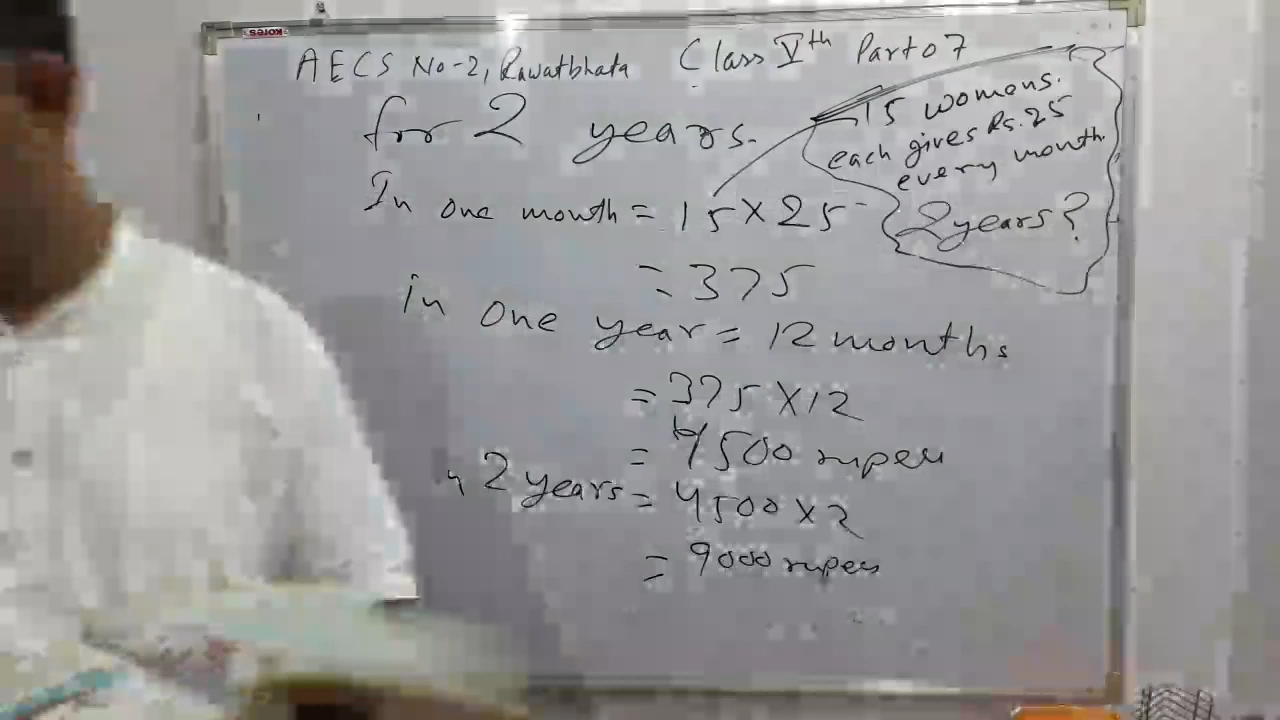 Kores
AECS No-2, Rawatbhata Class Vth Part 07
for 2 years.
15 womens.
each gives Rs. 25
every month.
2 years?
In one month = 15 X 25
= 375
in one year = 12 months
= 375 X 12
= 4500 rupees
2 years = 4500 X 2
= 9000 rupees